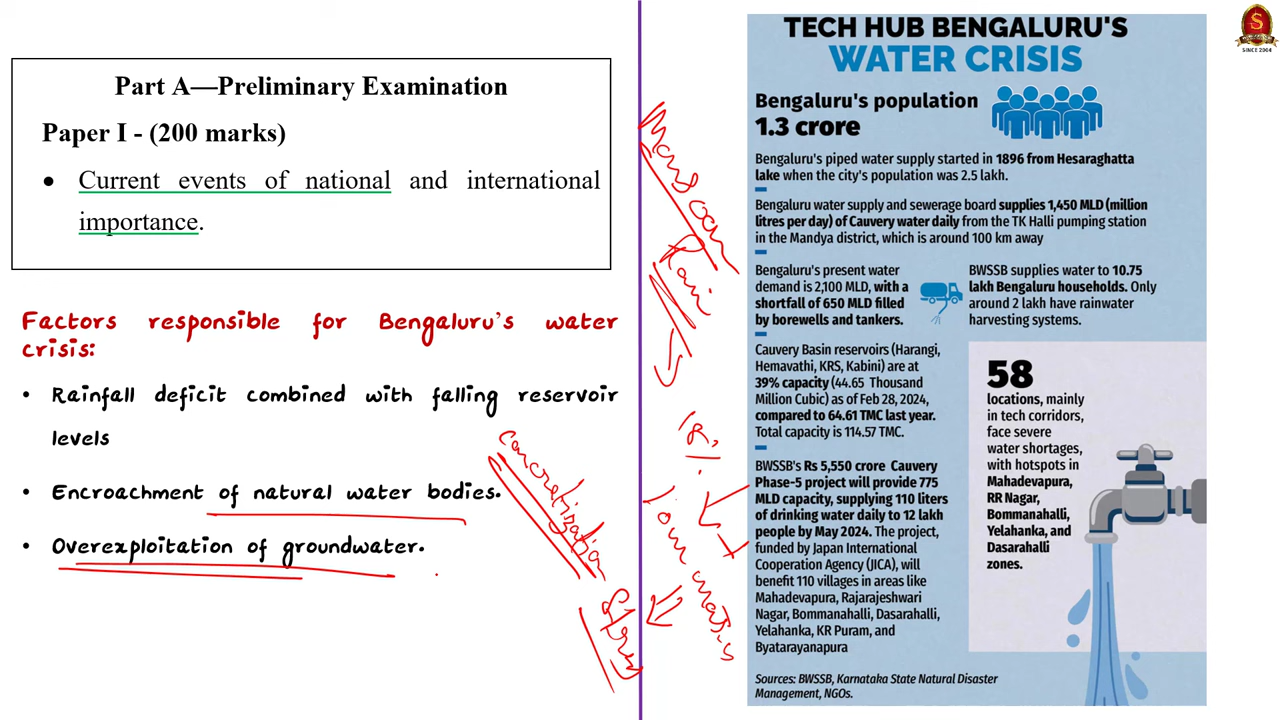 Part A—Preliminary Examination
Paper I - (200 marks)
• Current events of national and international
importance.
Factors responsible for Bengaluru's water
crisis:
• Rainfall deficit combined with falling reservoir
levels
• Encroachment of natural water bodies.
• Overexploitation of groundwater.
concretization
Monsoon
Rain
18%
TECH HUB BENGALURU'S
WATER CRISIS
Bengaluru's population
1.3 crore
Bengaluru's piped water supply started in 1896 from Hesaraghatta
lake when the city's population was 2.5 lakh.
Bengaluru water supply and sewerage board supplies 1,450 MLD (million
litres per day) of Cauvery water daily from the TK Halli pumping station
in the Mandya district, which is around 100 km away
Bengaluru's present water
demand is 2,100 MLD, with a
shortfall of 650 MLD filled
by borewells and tankers.
BWSSB supplies water to 10.75
lakh Bengaluru households. Only
around 2 lakh have rainwater
harvesting systems.
Cauvery Basin reservoirs (Harangi,
Hemavathi, KRS, Kabini) are at
39% capacity (44.65 Thousand
Million Cubic) as of Feb 28, 2024,
compared to 64.61 TMC last year.
Total capacity is 114.57 TMC.
BWSSB's Rs 5,550 crore Cauvery
Phase-5 project will provide 775
MLD capacity, supplying 110 liters
of drinking water daily to 12 lakh
people by May 2024. The project,
funded by Japan International
Cooperation Agency (JICA), will
benefit 110 villages in areas like
Mahadevapura, Rajarajeshwari
Nagar, Bommanahalli, Dasarahalli,
Yelahanka, KR Puram, and
Byatarayanapura
58
locations, mainly
in tech corridors,
face severe
water shortages,
with hotspots in
Mahadevapura,
RR Nagar,
Bommanahalli,
Yelahanka, and
Dasarahalli
zones.
Sources: BWSSB, Karnataka State Natural Disaster
Management, NGOs.
S
SINCE 2004